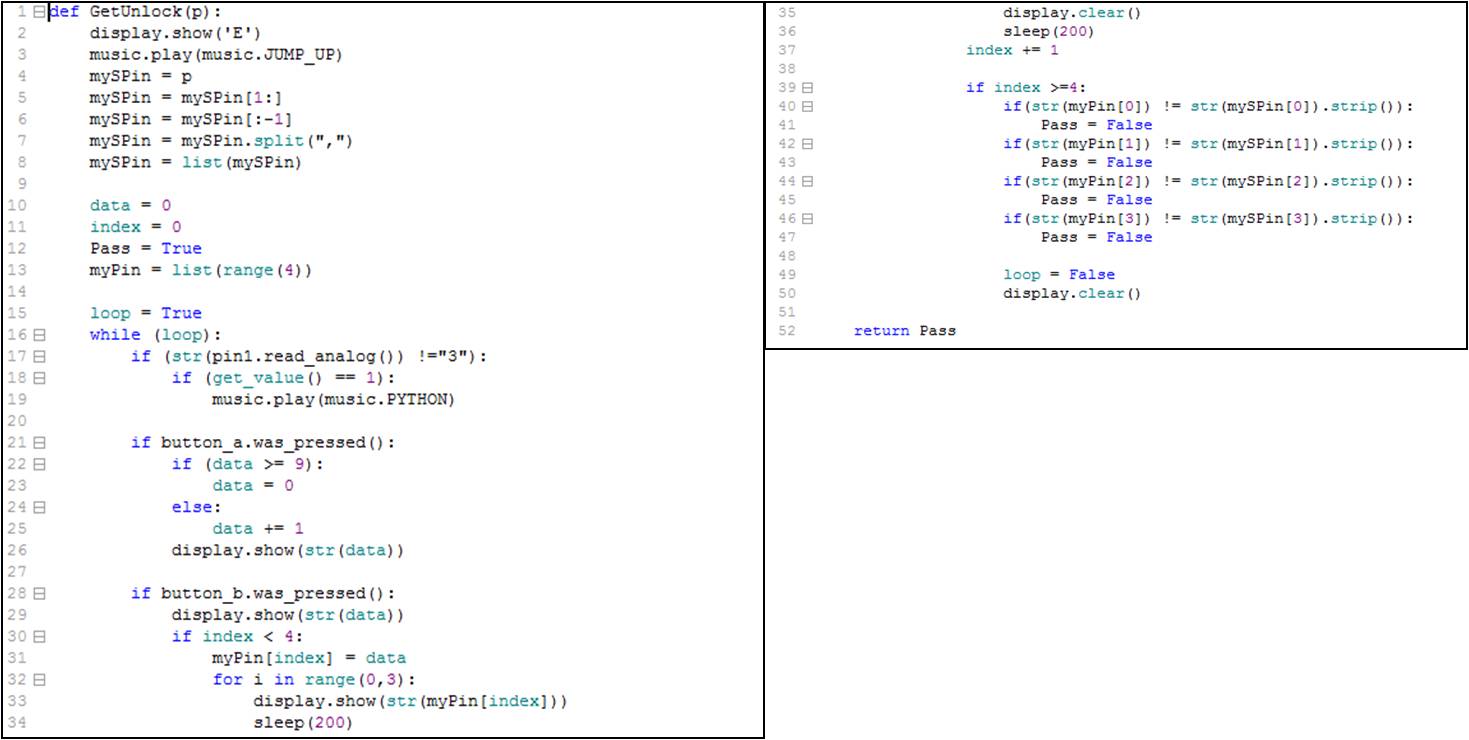 1 def GetUnlock(p):
2     display.show('E')
3     music.play(music.JUMP_UP)
4     mySPin = p
5     mySPin = mySPin[1:]
6     mySPin = mySPin[:-1]
7     mySPin = mySPin.split(",")
8     mySPin = list(mySPin)
9
10     data = 0
11     index = 0
12     Pass = True
13     myPin = list(range(4))
14
15     loop = True
16     while (loop):
17         if (str(pin1.read_analog()) !="3"):
18             if (get_value() == 1):
19                 music.play(music.PYTHON)
20
21         if button_a.was_pressed():
22             if (data >= 9):
23                 data = 0
24             else:
25                 data += 1
26             display.show(str(data))
27
28         if button_b.was_pressed():
29             display.show(str(data))
30             if index < 4:
31                 myPin[index] = data
32                 for i in range(0,3):
33                     display.show(str(myPin[index]))
34                     sleep(200)
35                     display.clear()
36                     sleep(200)
37                 index += 1
38
39                 if index >=4:
40                     if(str(myPin[0]) != str(mySPin[0]).strip()):
41                         Pass = False
42                     if(str(myPin[1]) != str(mySPin[1]).strip()):
43                         Pass = False
44                     if(str(myPin[2]) != str(mySPin[2]).strip()):
45                         Pass = False
46                     if(str(myPin[3]) != str(mySPin[3]).strip()):
47                         Pass = False
48
49                     loop = False
50                     display.clear()
51
52     return Pass